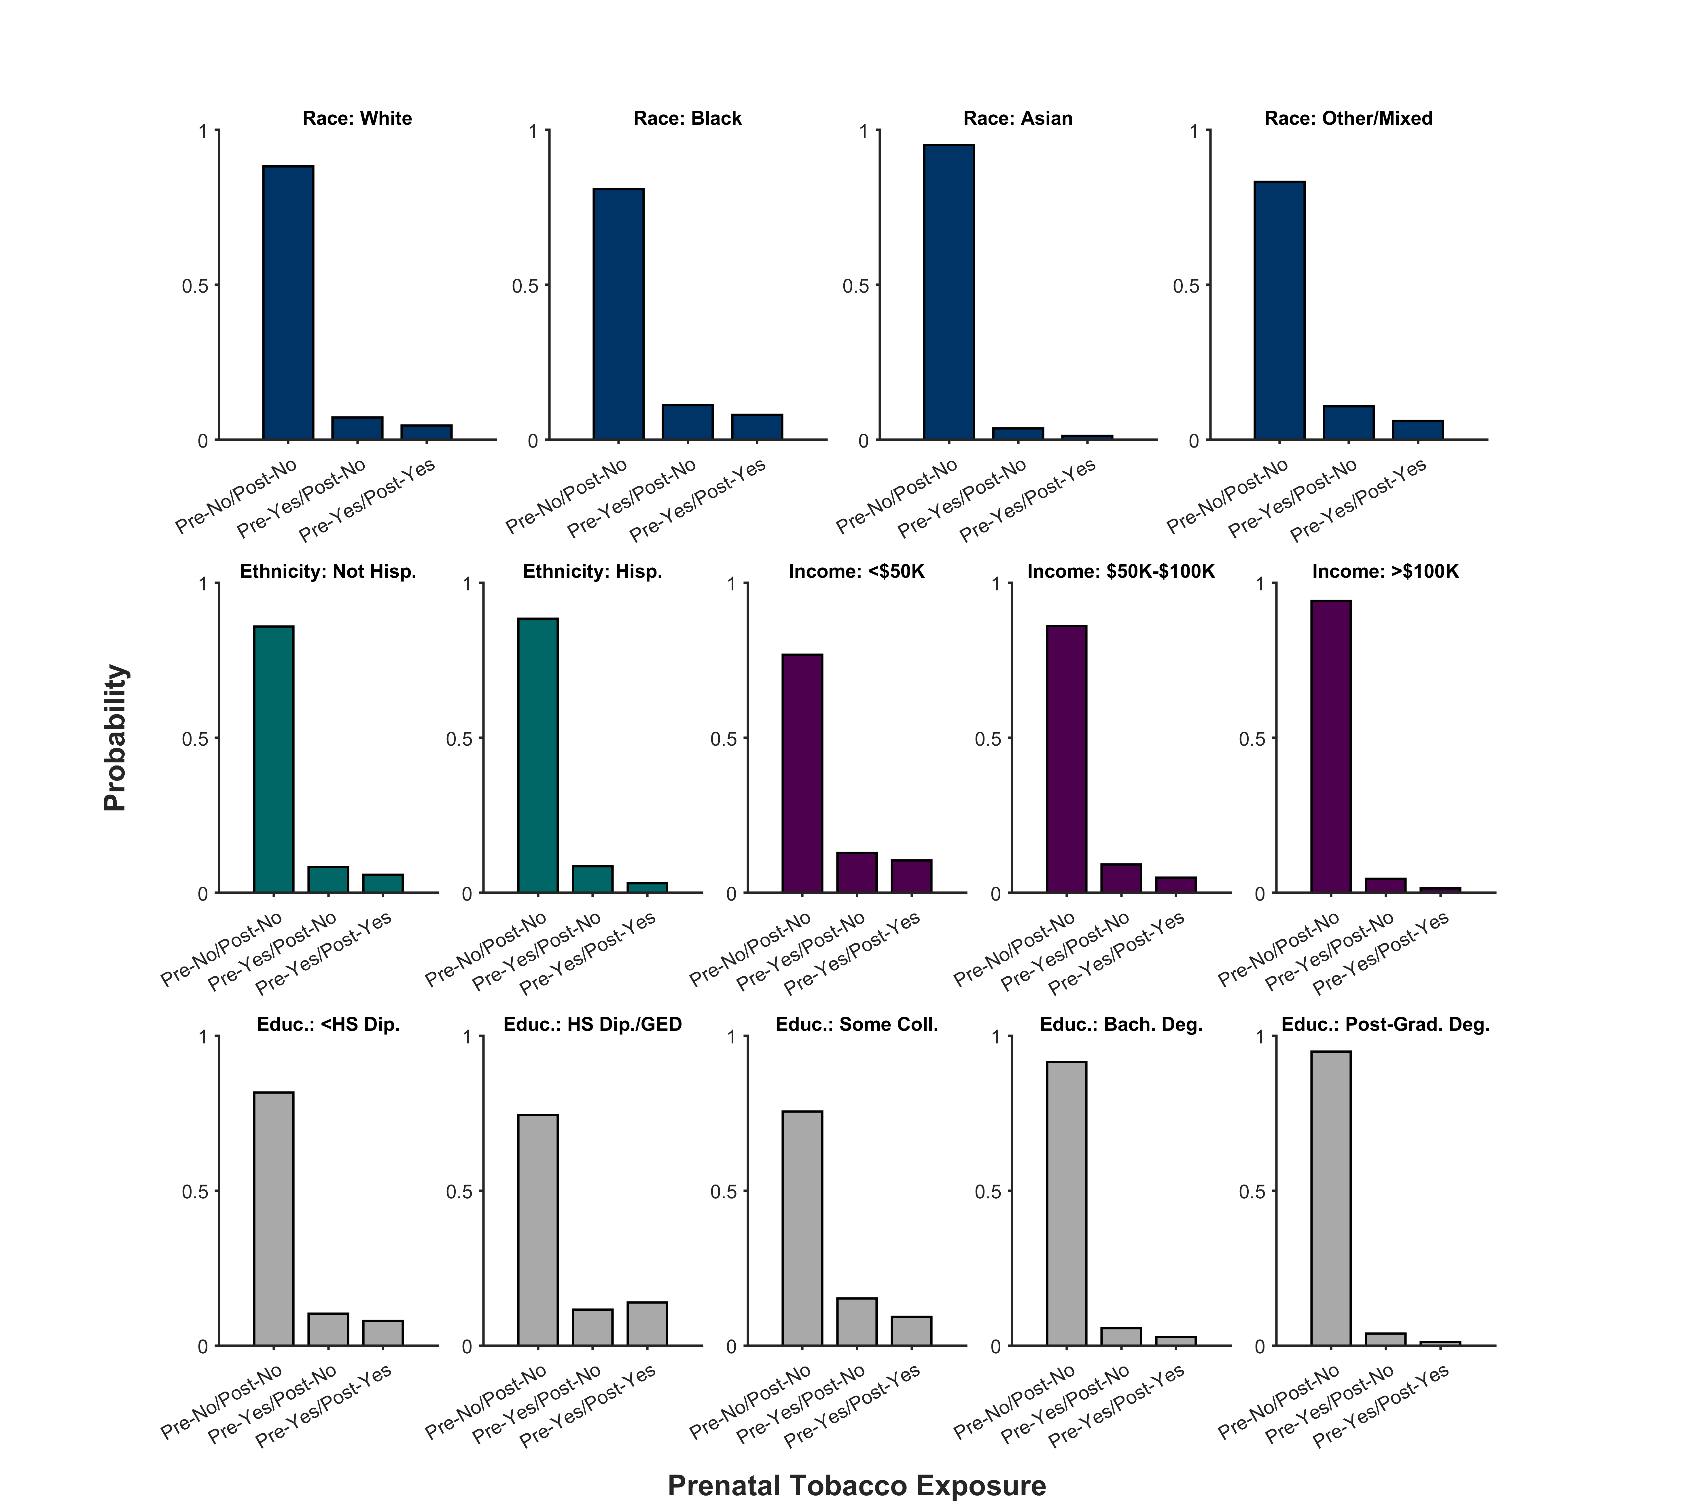 Race: White
1
0.5
0
Pre-No/Post-No
Pre-Yes/Post-No
Pre-Yes/Post-Yes
Race: Black
1
0.5
0
Pre-No/Post-No
Pre-Yes/Post-No
Pre-Yes/Post-Yes
Race: Asian
1
0.5
0
Pre-No/Post-No
Pre-Yes/Post-No
Pre-Yes/Post-Yes
Race: Other/Mixed
1
0.5
0
Pre-No/Post-No
Pre-Yes/Post-No
Pre-Yes/Post-Yes
Probability
Ethnicity: Not Hisp.
1
0.5
0
Pre-No/Post-No
Pre-Yes/Post-No
Pre-Yes/Post-Yes
Ethnicity: Hisp.
1
0.5
0
Pre-No/Post-No
Pre-Yes/Post-No
Pre-Yes/Post-Yes
Income: <$50K
1
0.5
0
Pre-No/Post-No
Pre-Yes/Post-No
Pre-Yes/Post-Yes
Income: $50K-$100K
1
0.5
0
Pre-No/Post-No
Pre-Yes/Post-No
Pre-Yes/Post-Yes
Income: >$100K
1
0.5
0
Pre-No/Post-No
Pre-Yes/Post-No
Pre-Yes/Post-Yes
Educ.: <HS Dip.
1
0.5
0
Pre-No/Post-No
Pre-Yes/Post-No
Pre-Yes/Post-Yes
Educ.: HS Dip./GED
1
0.5
0
Pre-No/Post-No
Pre-Yes/Post-No
Pre-Yes/Post-Yes
Educ.: Some Coll.
1
0.5
0
Pre-No/Post-No
Pre-Yes/Post-No
Pre-Yes/Post-Yes
Educ.: Bach. Deg.
1
0.5
0
Pre-No/Post-No
Pre-Yes/Post-No
Pre-Yes/Post-Yes
Educ.: Post-Grad. Deg.
1
0.5
0
Pre-No/Post-No
Pre-Yes/Post-No
Pre-Yes/Post-Yes
Prenatal Tobacco Exposure